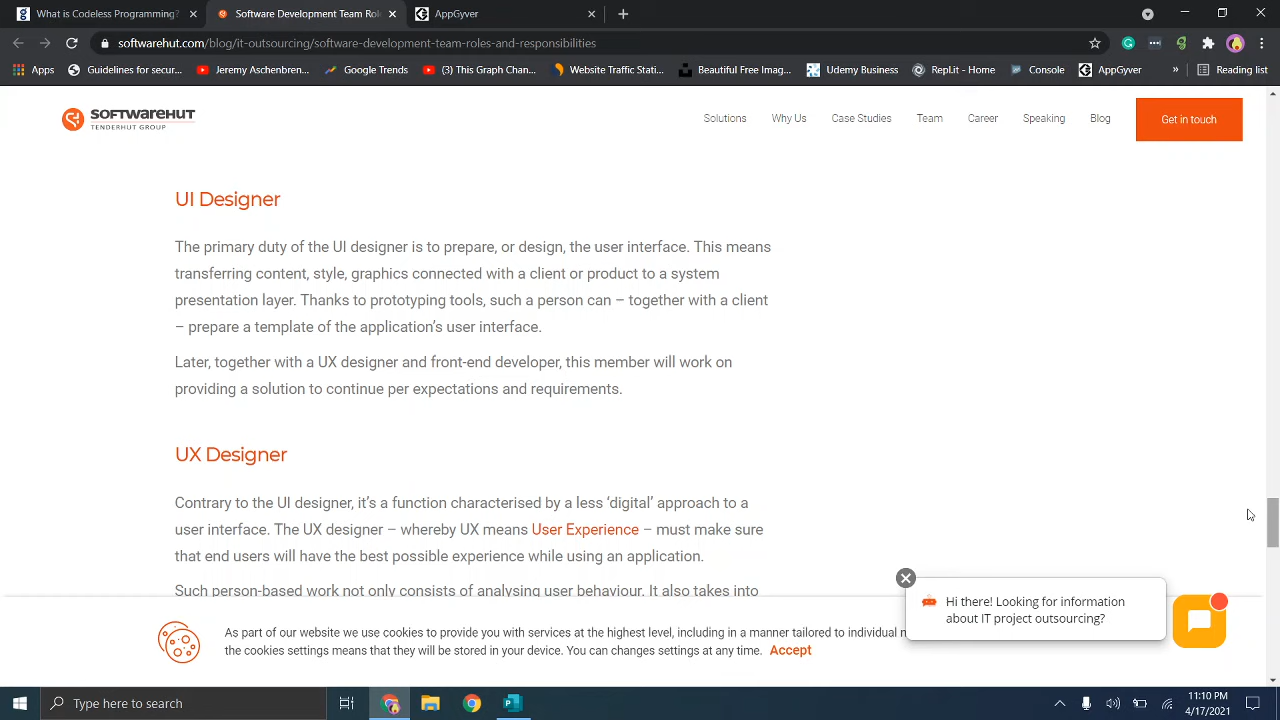 What is Codeless Programming?
Software Development Team Rol
AppGyver
softwarehut.com/blog/it-outsourcing/software-development-team-roles-and-responsibilities
Apps
Guidelines for secur...
Jeremy Aschenbren...
Google Trends
(3) This Graph Chan...
Website Traffic Stati...
Beautiful Free Imag...
Udemy Business
Repl.it - Home
Console
AppGyver
»
Reading list
SOFTWAREHUT
TENDERHUT GROUP
Solutions
Why Us
Case Studies
Team
Career
Speaking
Blog
Get in touch
UI Designer
The primary duty of the UI designer is to prepare, or design, the user interface. This means
transferring content, style, graphics connected with a client or product to a system
presentation layer. Thanks to prototyping tools, such a person can – together with a client
– prepare a template of the application's user interface.
Later, together with a UX designer and front-end developer, this member will work on
providing a solution to continue per expectations and requirements.
UX Designer
Contrary to the UI designer, it's a function characterised by a less 'digital' approach to a
user interface. The UX designer – whereby UX means User Experience – must make sure
that end users will have the best possible experience while using an application.
Such person-based work not only consists of analysing user behaviour. It also takes into
Hi there! Looking for information
about IT project outsourcing?
As part of our website we use cookies to provide you with services at the highest level, including in a manner tailored to individual
the cookies settings means that they will be stored in your device. You can changes settings at any time. Accept
Type here to search
11:10 PM
4/17/2021